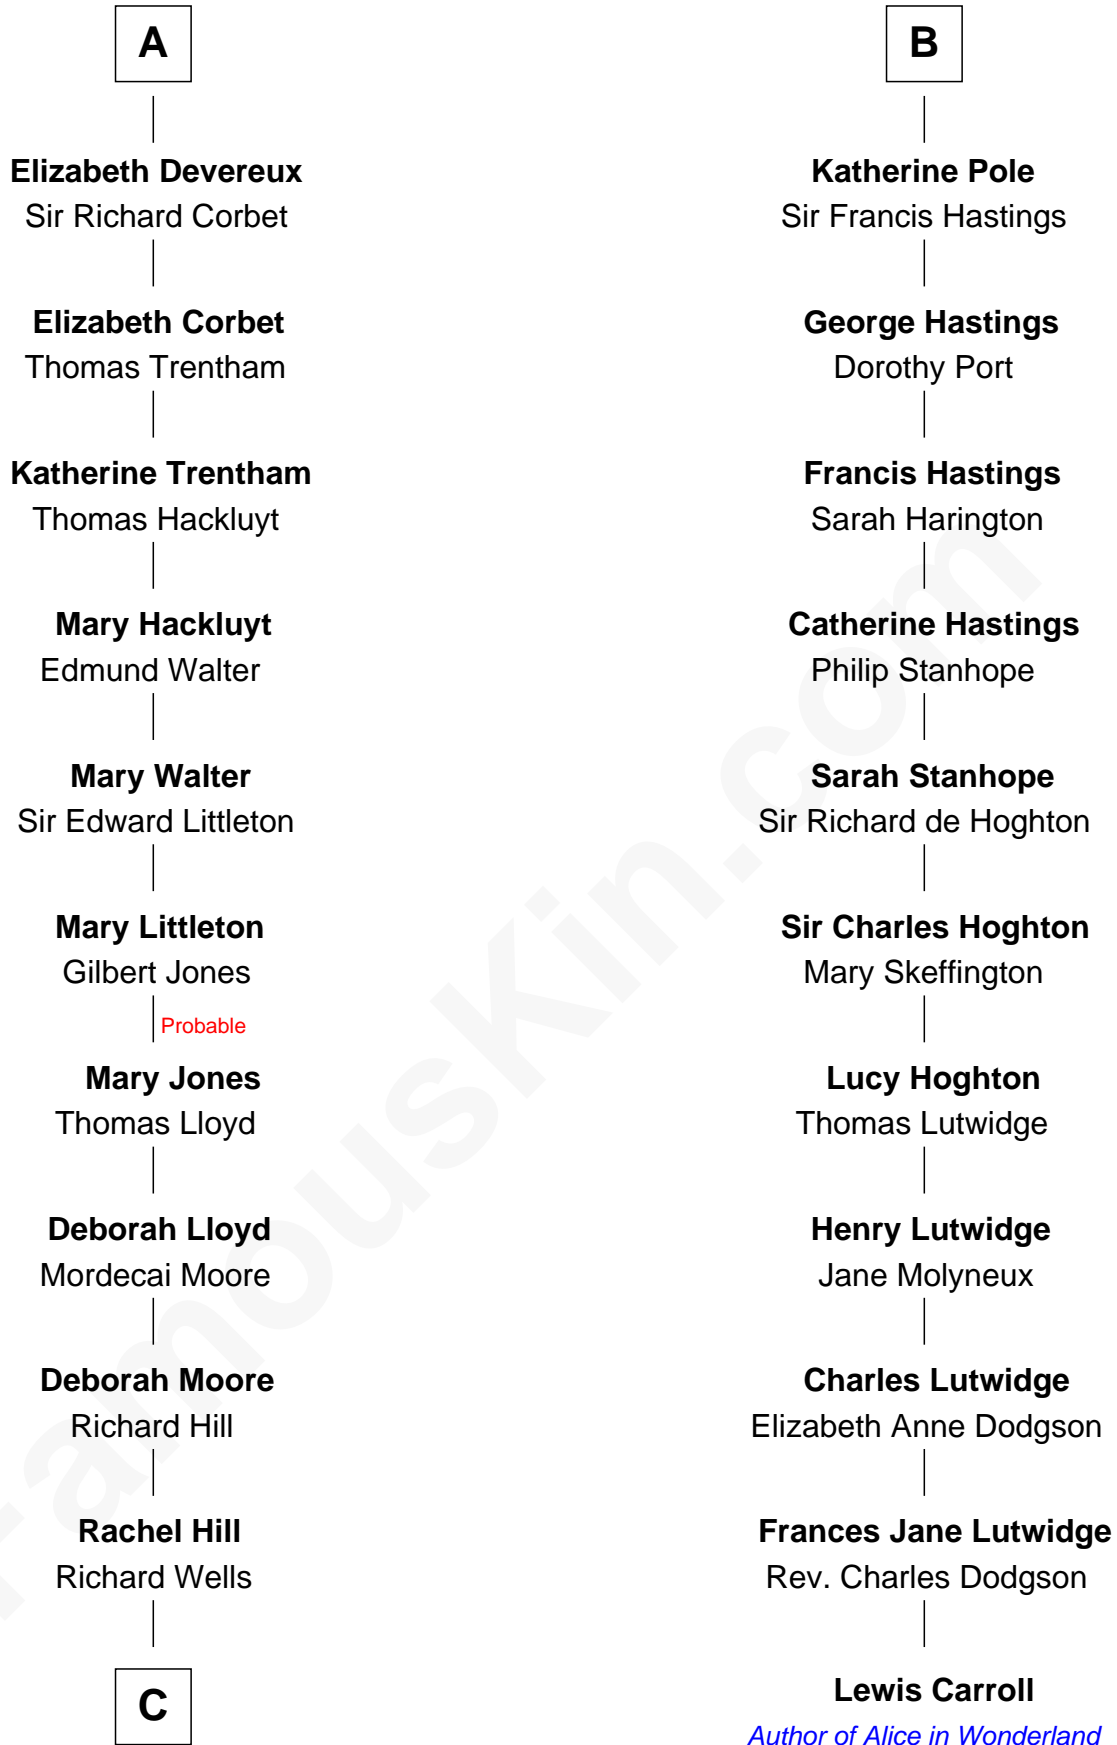 A
Elizabeth Devereux
Sir Richard Corbet
Elizabeth Corbet
Thomas Trentham
Katherine Trentham
Thomas Hackluyt
Mary Hackluyt
Edmund Walter
Mary Walter
Sir Edward Littleton
Mary Littleton
Gilbert Jones
Probable
Mary Jones
Thomas Lloyd
Deborah Lloyd
Mordecai Moore
Deborah Moore
Richard Hill
Rachel Hill
Richard Wells
C
B
Katherine Pole
Sir Francis Hastings
George Hastings
Dorothy Port
Francis Hastings
Sarah Harington
Catherine Hastings
Philip Stanhope
Sarah Stanhope
Sir Richard de Hoghton
Sir Charles Hoghton
Mary Skeffington
Lucy Hoghton
Thomas Lutwidge
Henry Lutwidge
Jane Molyneux
Charles Lutwidge
Elizabeth Anne Dodgson
Frances Jane Lutwidge
Rev. Charles Dodgson
Lewis Carroll
Author of Alice in Wonderland
FamousKin.com